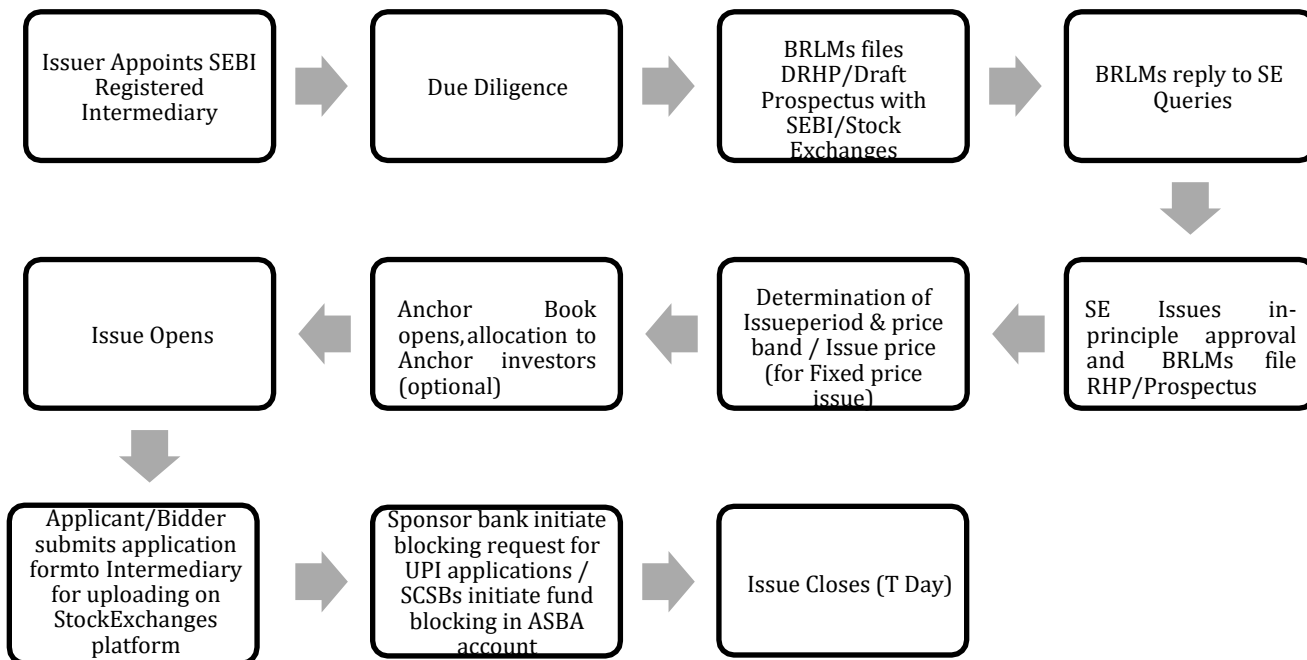 Issuer Appoints SEBI
Registered
Intermediary
Due Diligence
BRLMs files
DRHP/Draft
Prospectus with
SEBI/Stock
Exchanges
BRLMs reply to SE
Queries
SE Issues in-
principle approval
and BRLMs file
RHP/Prospectus
Determination of
Issueperiod & price
band / Issue price
(for Fixed price
issue)
Anchor Book
opens,allocation to
Anchor investors
(optional)
Issue Opens
Applicant/Bidder
submits application
formto Intermediary
for uploading on
StockExchanges
platform
Sponsor bank initiate
blocking request for
UPI applications /
SCSBs initiate fund
blocking in ASBA
account
Issue Closes (T Day)